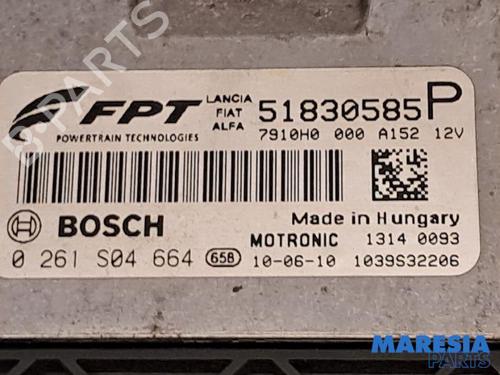 B-PARTS
FPT
POWERTRAIN TECHNOLOGIES
LANCIA
FIAT
ALFA
51830585P
7910H0 000 A152 12V
BOSCH
Made in Hungary
0 261 S04 664 658
MOTRONIC 1314 0093
10-06-10 1039S32206
MARESIA
PARTS